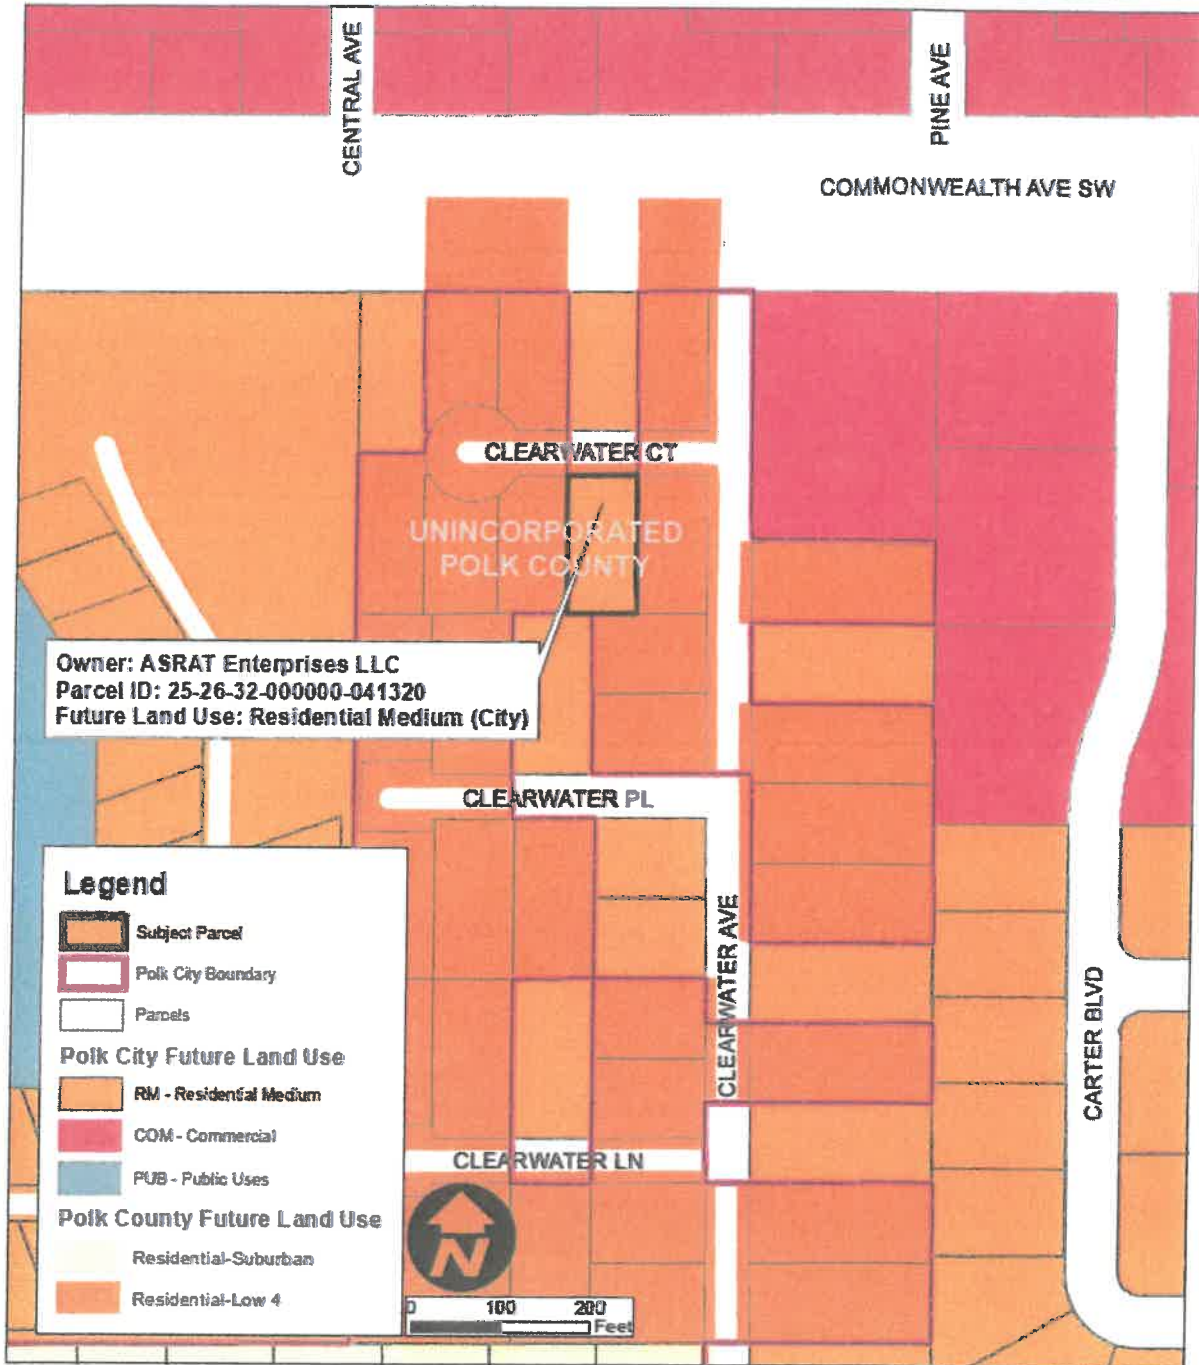 CENTRAL AVE
PINE AVE
COMMONWEALTH AVE SW
CLEARWATER CT
UNINCORPORATED
POLK COUNTY
Owner: ASRAT Enterprises LLC
Parcel ID: 25-26-32-000000-041320
Future Land Use: Residential Medium (City)
CLEARWATER PL
CLEARWATER AVE
CARTER BLVD
CLEARWATER LN
Legend
Subject Parcel
Polk City Boundary
Parcels
Polk City Future Land Use
RM - Residential Medium
COM - Commercial
PUB - Public Uses
Polk County Future Land Use
Residential-Suburban
Residential-Low 4
N
0 100 200
Feet